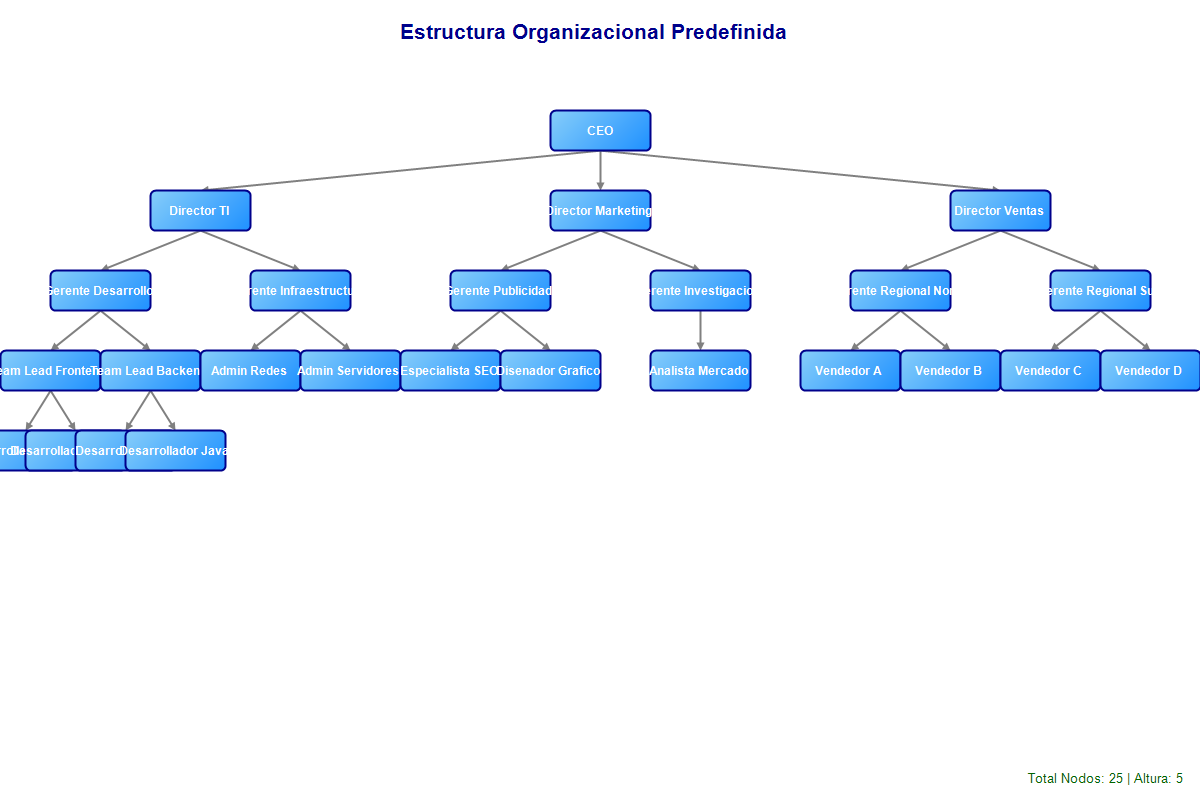 Estructura Organizacional Predefinida
CEO
Director TI
Director Marketing
Director Ventas
Gerente Desarrollo
rente Infraestructu
Gerente Publicidad
erente Investigacion
rente Regional Nor
erente Regional Su
eam Lead Fronte
Team Lead Backen
Admin Redes
Admin Servidores
Especialista SEO
Disenador Grafico
Analista Mercado
Vendedor A
Vendedor B
Vendedor C
Vendedor D
Desarrollad
Desarro
Desarrollador Java
Total Nodos: 25 | Altura: 5